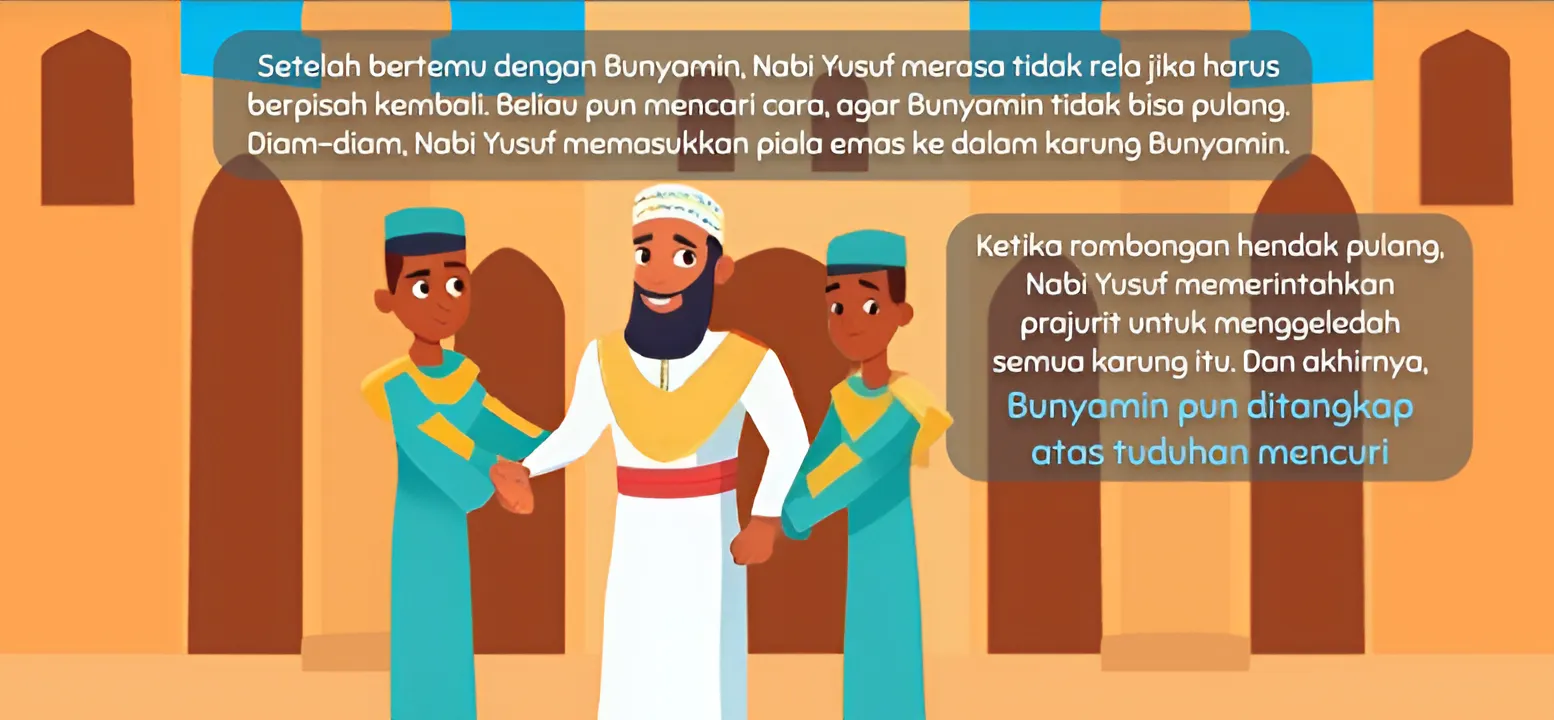 Setelah bertemu dengan Bunyamin, Nabi Yusuf merasa tidak rela jika harus
berpisah kembali. Beliau pun mencari cara, agar Bunyamin tidak bisa pulang.
Diam-diam, Nabi Yusuf memasukkan piala emas ke dalam karung Bunyamin.
Ketika rombongan hendak pulang,
Nabi Yusuf memerintahkan
prajurit untuk menggeledah
semua karung itu. Dan akhirnya,
Bunyamin pun ditangkap
atas tuduhan mencuri